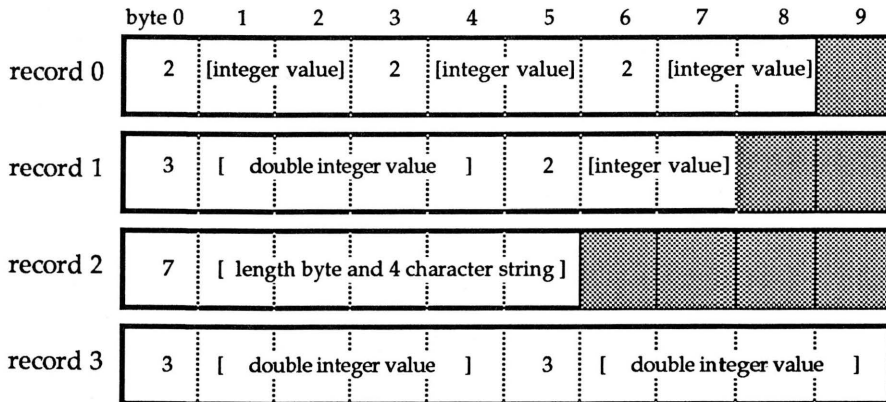 byte 0 1 2 3 4 5 6 7 8 9
record 0 2 [integer value] 2 [integer value] 2 [integer value]
record 1 3 [ double integer value ] 2 [integer value]
record 2 7 [ length byte and 4 character string ]
record 3 3 [ double integer value ] 3 [ double integer value ]